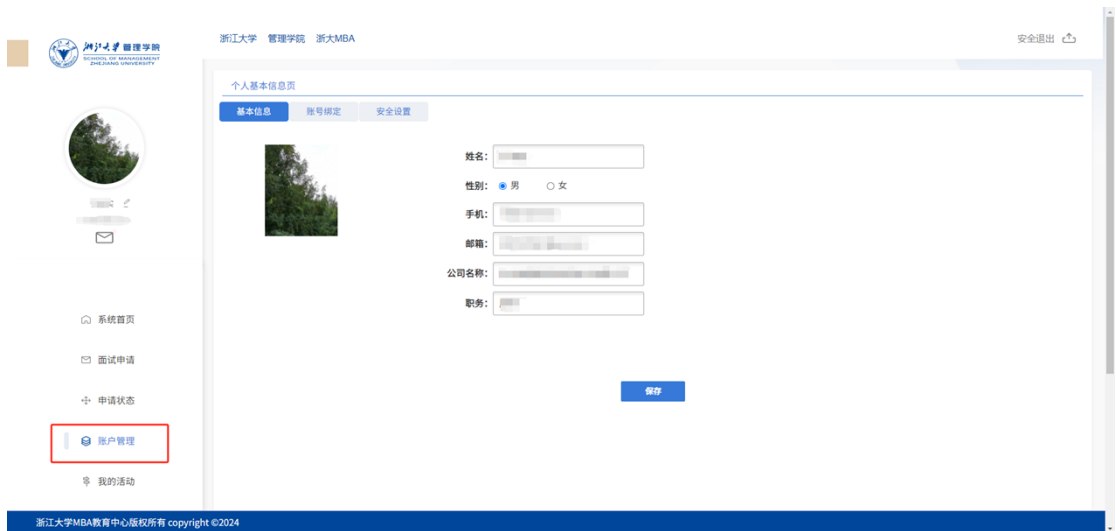 浙江大学 管理学院
SCHOOL OF MANAGEMENT
ZHEJIANG UNIVERSITY
浙江大学 管理学院 浙大MBA
安全退出
个人基本信息页
基本信息 账号绑定 安全设置
姓名：
性别： 男 女
手机：
邮箱：
公司名称：
职务：
保存
系统首页
面试申请
申请状态
账户管理
我的活动
浙江大学MBA教育中心版权所有 copyright ©2024